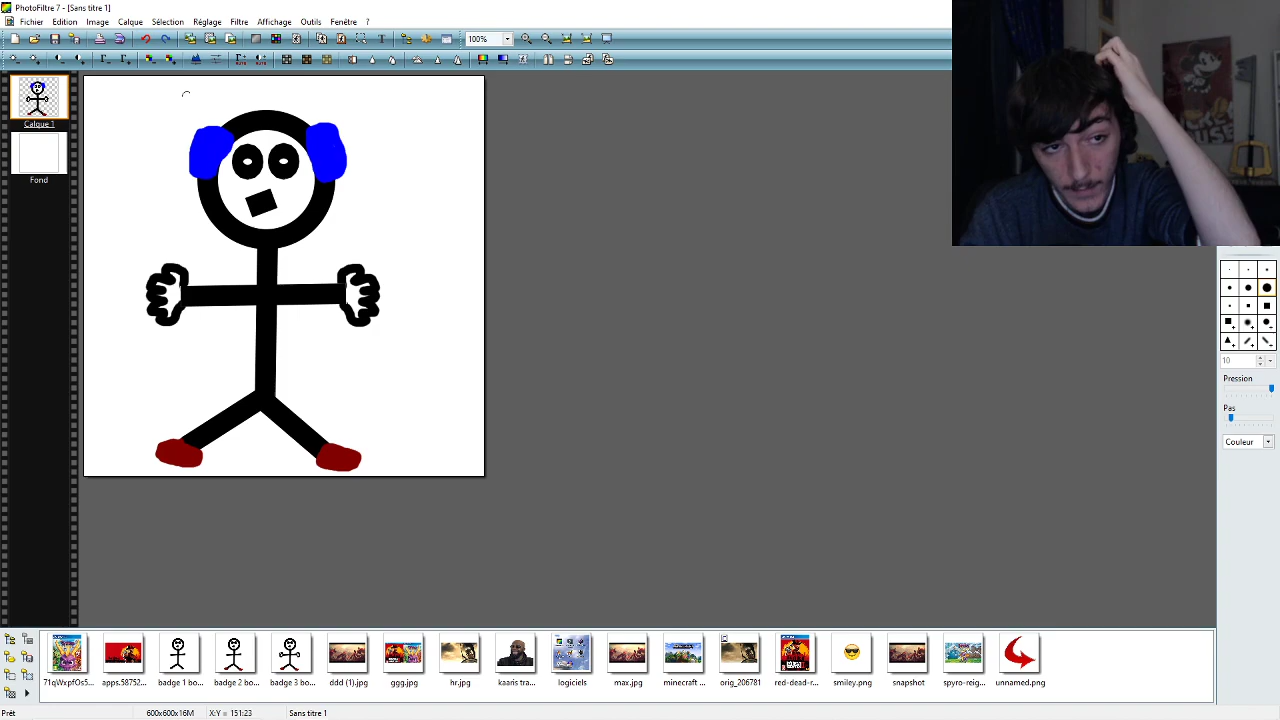 PhotoFiltre 7 - [Sans titre 1]
Fichier Edition Image Calque Sélection Réglage Filtre Affichage Outils Fenêtre ?
100%
Calque 1
Fond
10
Pression
Pas
Couleur
71qWxpfOs5... apps.58752... badge 1 bo... badge 2 bo... badge 3 bo... ddd (1).jpg ggg.jpg hr.jpg kaaris tra... logiciels max.jpg minecraft ... orig_206781 red-dead-r... smiley.png snapshot spyro-reig... unnamed.png
Prêt 600x600x16M X:Y = 151:23 Sans titre 1